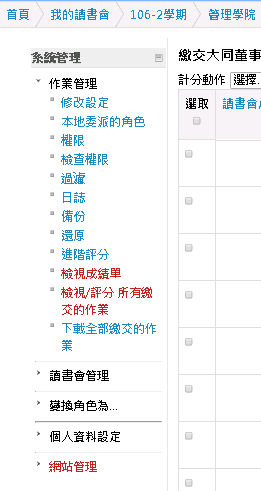 首頁 我的讀書會 106-2學期 管理學院
系統管理
作業管理
修改設定
本地委派的角色
權限
檢查權限
過濾
日誌
備份
還原
進階評分
檢視成績單
檢視/評分 所有繳
交的作業
下載全部繳交的作
業
讀書會管理
變換角色為...
個人資料設定
網站管理
繳交大同董事
計分動作 選擇.
選取 讀書會